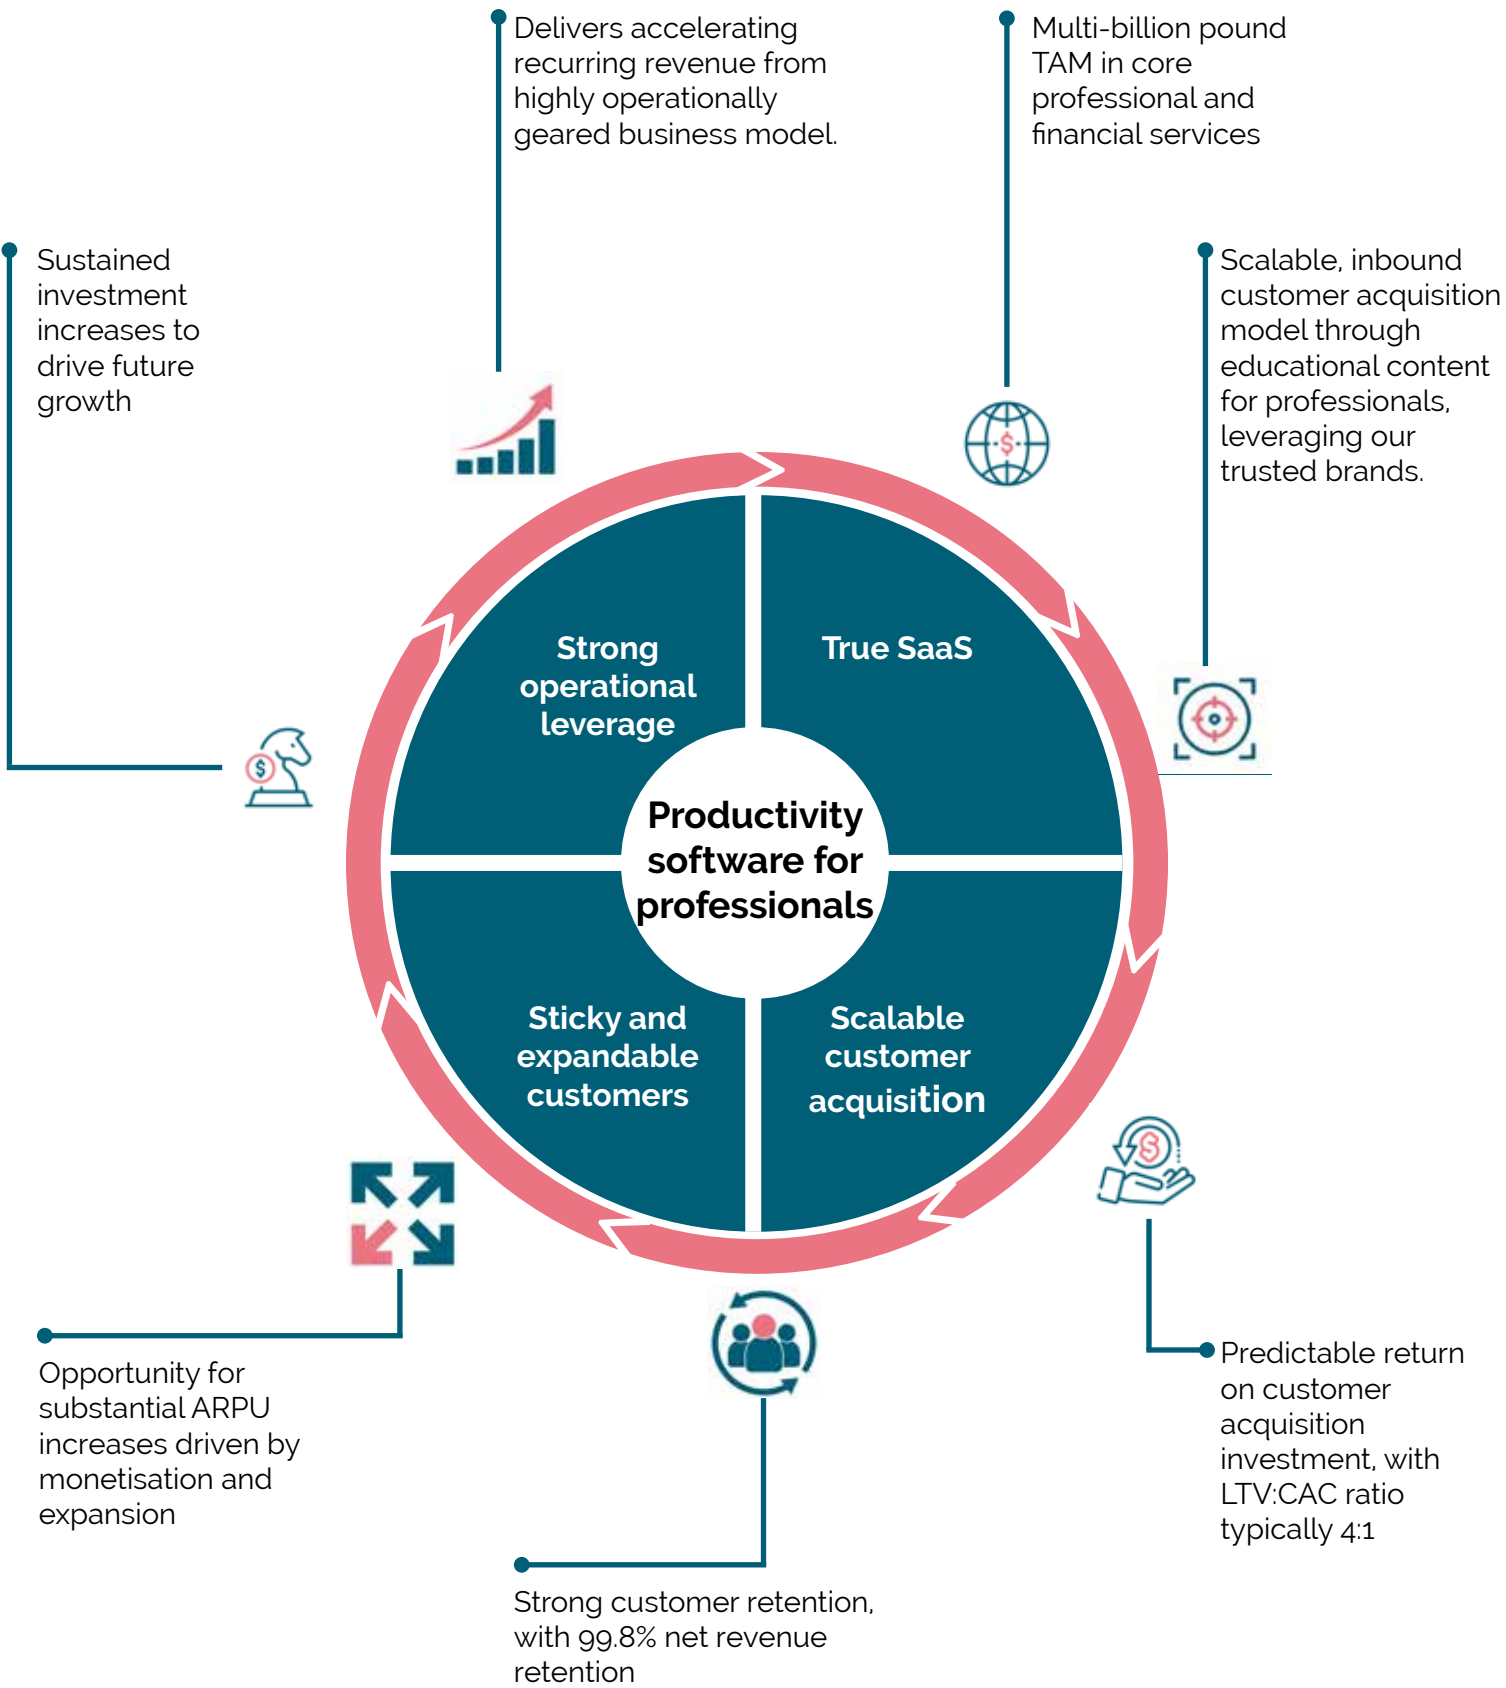 Delivers accelerating
recurring revenue from
highly operationally
geared business model.
Multi-billion pound
TAM in core
professional and
financial services
Sustained
investment
increases to
drive future
growth
Scalable, inbound
customer acquisition
model through
educational content
for professionals,
leveraging our
trusted brands.
$
$
Strong
operational
leverage
True SaaS
Productivity
software for
professionals
Sticky and
expandable
customers
Scalable
customer
acquisition
$
Opportunity for
substantial ARPU
increases driven by
monetisation and
expansion
Predictable return
on customer
acquisition
investment, with
LTV:CAC ratio
typically 4:1
Strong customer retention,
with 99.8% net revenue
retention